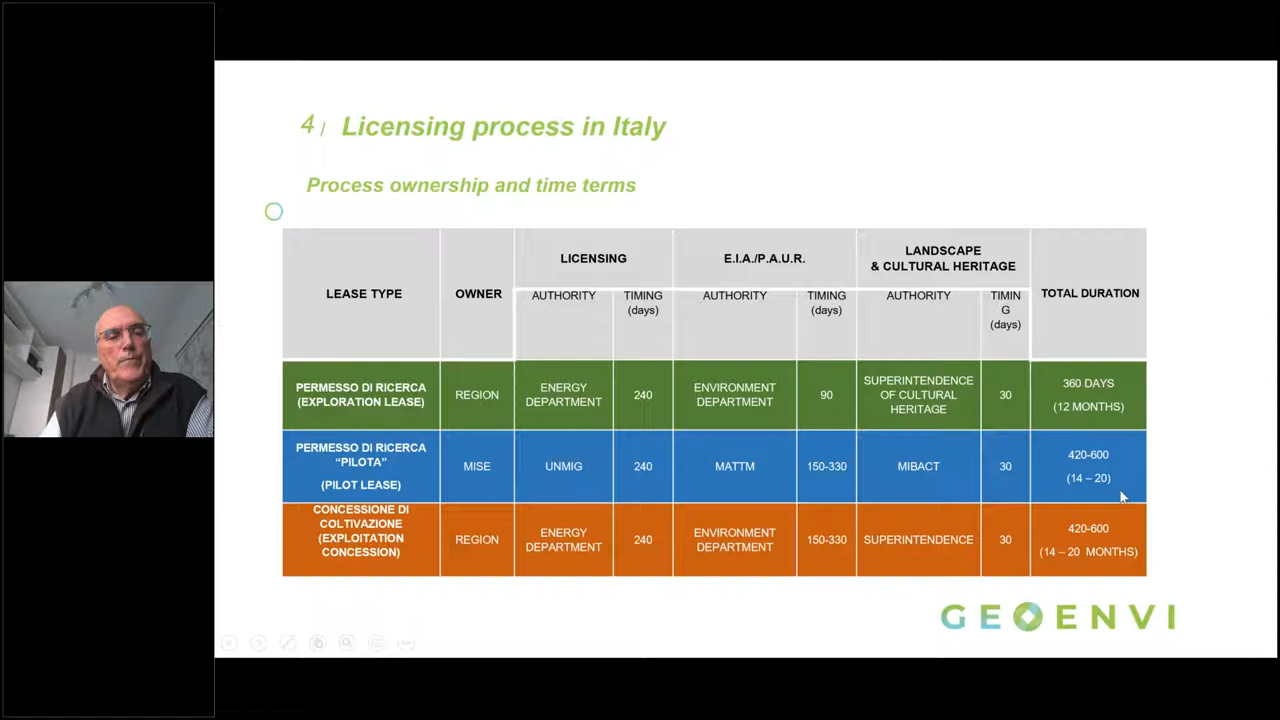 4 / Licensing process in Italy
Process ownership and time terms
LEASE TYPE
OWNER
LICENSING
E.I.A./P.A.U.R.
LANDSCAPE
& CULTURAL HERITAGE
TOTAL DURATION
AUTHORITY
TIMING
(days)
AUTHORITY
TIMING
(days)
AUTHORITY
TIMIN
G
(days)
PERMESSO DI RICERCA
(EXPLORATION LEASE)
REGION
ENERGY
DEPARTMENT
240
ENVIRONMENT
DEPARTMENT
90
SUPERINTENDENCE
OF CULTURAL
HERITAGE
30
360 DAYS
(12 MONTHS)
PERMESSO DI RICERCA
“PILOTA”
(PILOT LEASE)
MISE
UNMIG
240
MATTM
150-330
MIBACT
30
420-600
(14 – 20)
CONCESSIONE DI
COLTIVAZIONE
(EXPLOITATION
CONCESSION)
REGION
ENERGY
DEPARTMENT
240
ENVIRONMENT
DEPARTMENT
150-330
SUPERINTENDENCE
30
420-600
(14 – 20 MONTHS)
GEOENVI